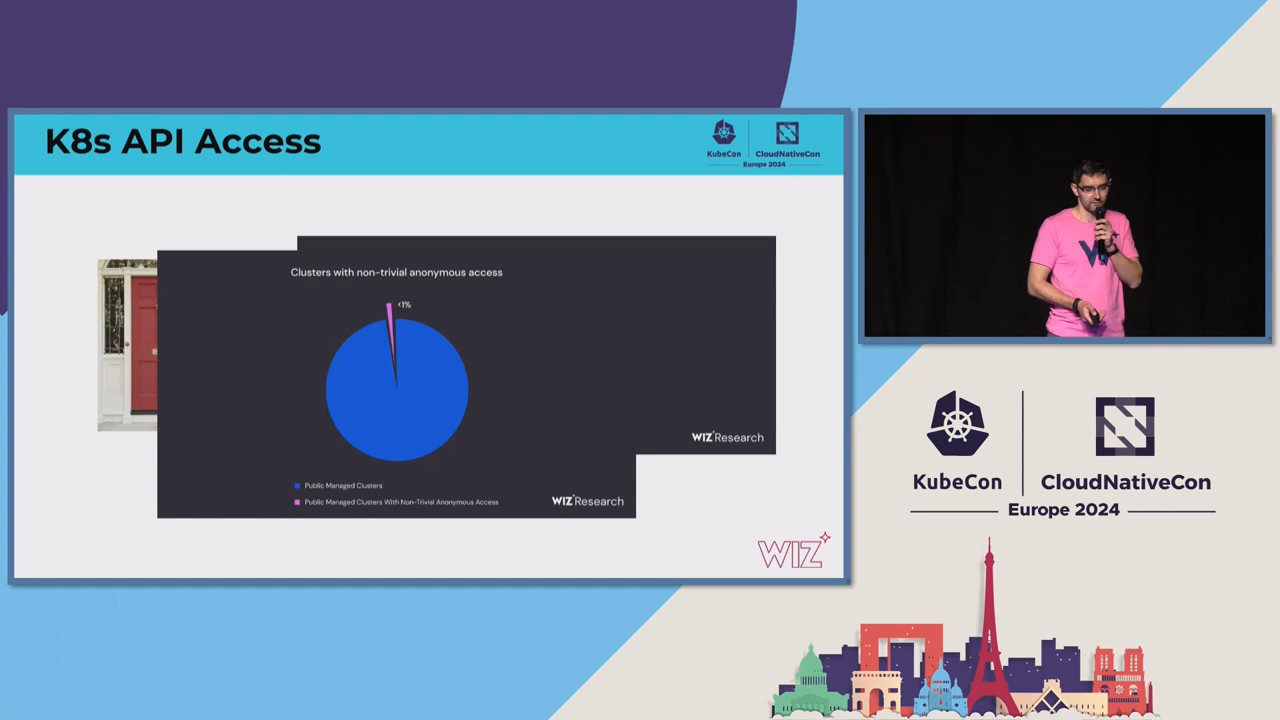 K8s API Access
KubeCon
CloudNativeCon
Europe 2024
Clusters with non-trivial anonymous access
<1%
WIZ Research
Public Managed Clusters
Public Managed Clusters With Non-Trivial Anonymous Access
WIZ Research
WIZ
W
KubeCon
CloudNativeCon
Europe 2024